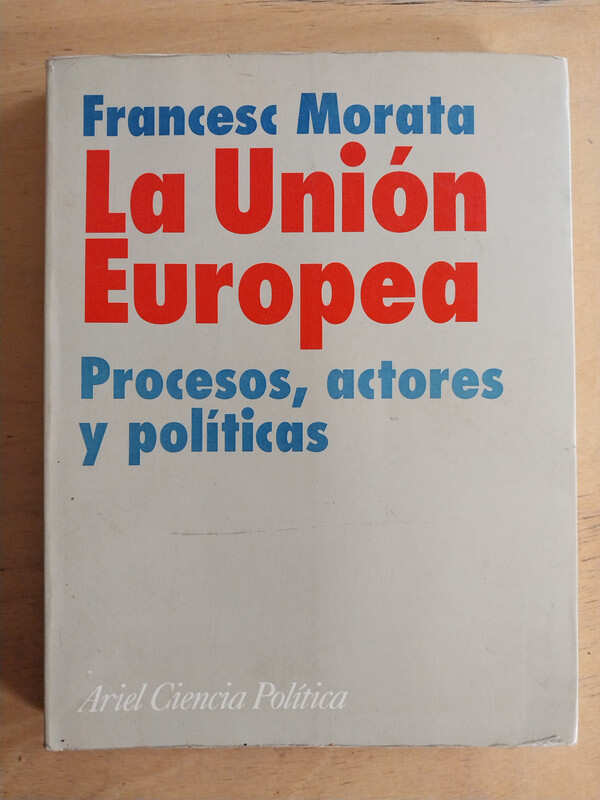 Francesc Morata
La Unión
Europea
Procesos, actores
y políticas
Ariel Ciencia Política